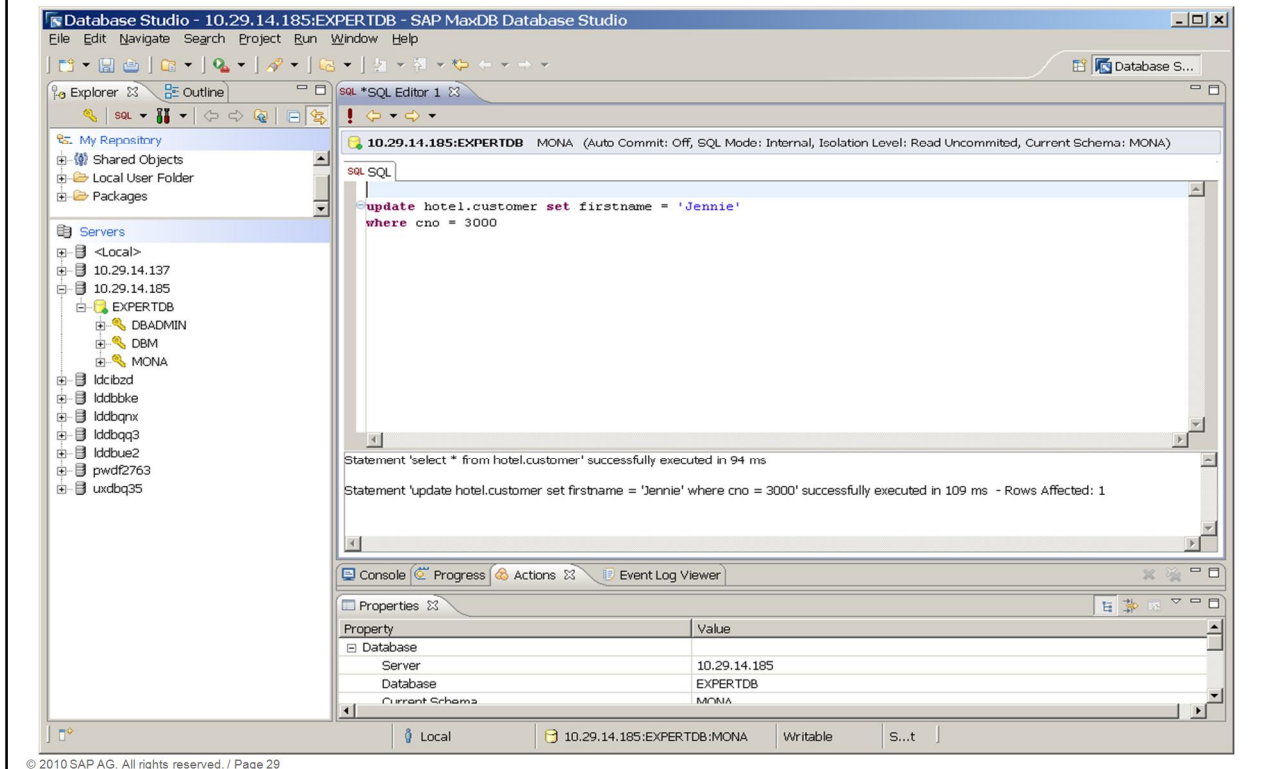 Database Studio - 10.29.14.185:EXPERTDB - SAP MaxDB Database Studio
File Edit Navigate Search Project Run Window Help
Database S...
Explorer Outline
SQL
My Repository
Shared Objects
Local User Folder
Packages
Servers
<Local>
10.29.14.137
10.29.14.185
EXPERTDB
DBADMIN
DBM
MONA
ldcibzd
lddbbke
lddbqnx
lddbqq3
lddbue2
pwdf2763
uxdbq35
SQL *SQL Editor 1
10.29.14.185:EXPERTDB MONA (Auto Commit: Off, SQL Mode: Internal, Isolation Level: Read Uncommited, Current Schema: MONA)
SQL SQL
update hotel.customer set firstname = 'Jennie'
where cno = 3000
Statement 'select * from hotel.customer' successfully executed in 94 ms
Statement 'update hotel.customer set firstname = 'Jennie' where cno = 3000' successfully executed in 109 ms - Rows Affected: 1
Console Progress Actions Event Log Viewer
Properties
Property Value
Database
Server 10.29.14.185
Database EXPERTDB
Current Schema MONA
Local 10.29.14.185:EXPERTDB:MONA Writable S...t
© 2010 SAP AG. All rights reserved. / Page 29